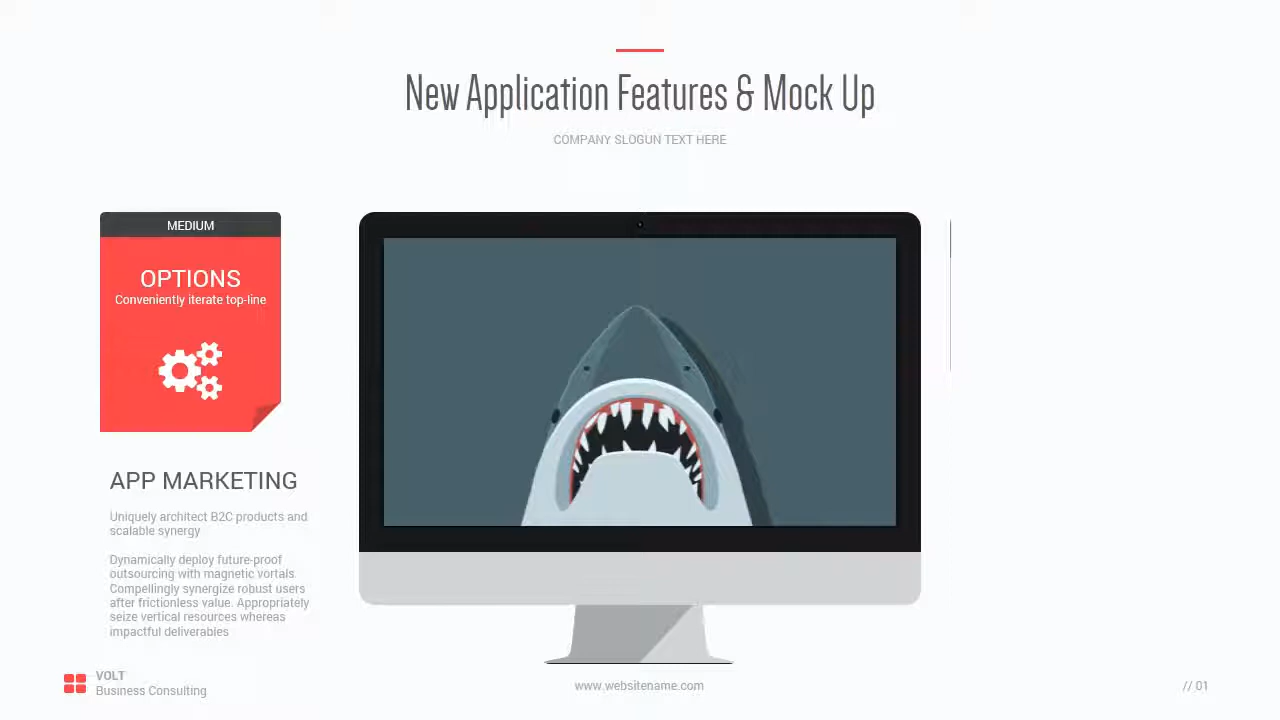 New Application Features & Mock Up
COMPANY SLOGUN TEXT HERE
MEDIUM
OPTIONS
Conveniently iterate top-line
APP MARKETING
Uniquely architect B2C products and
scalable synergy
Dynamically deploy future-proof
outsourcing with magnetic vortals
Compellingly synergize robust users
after frictionless value. Appropriately
seize vertical resources whereas
impactful deliverables
VOLT
Business Consulting
www.websitename.com
// 01